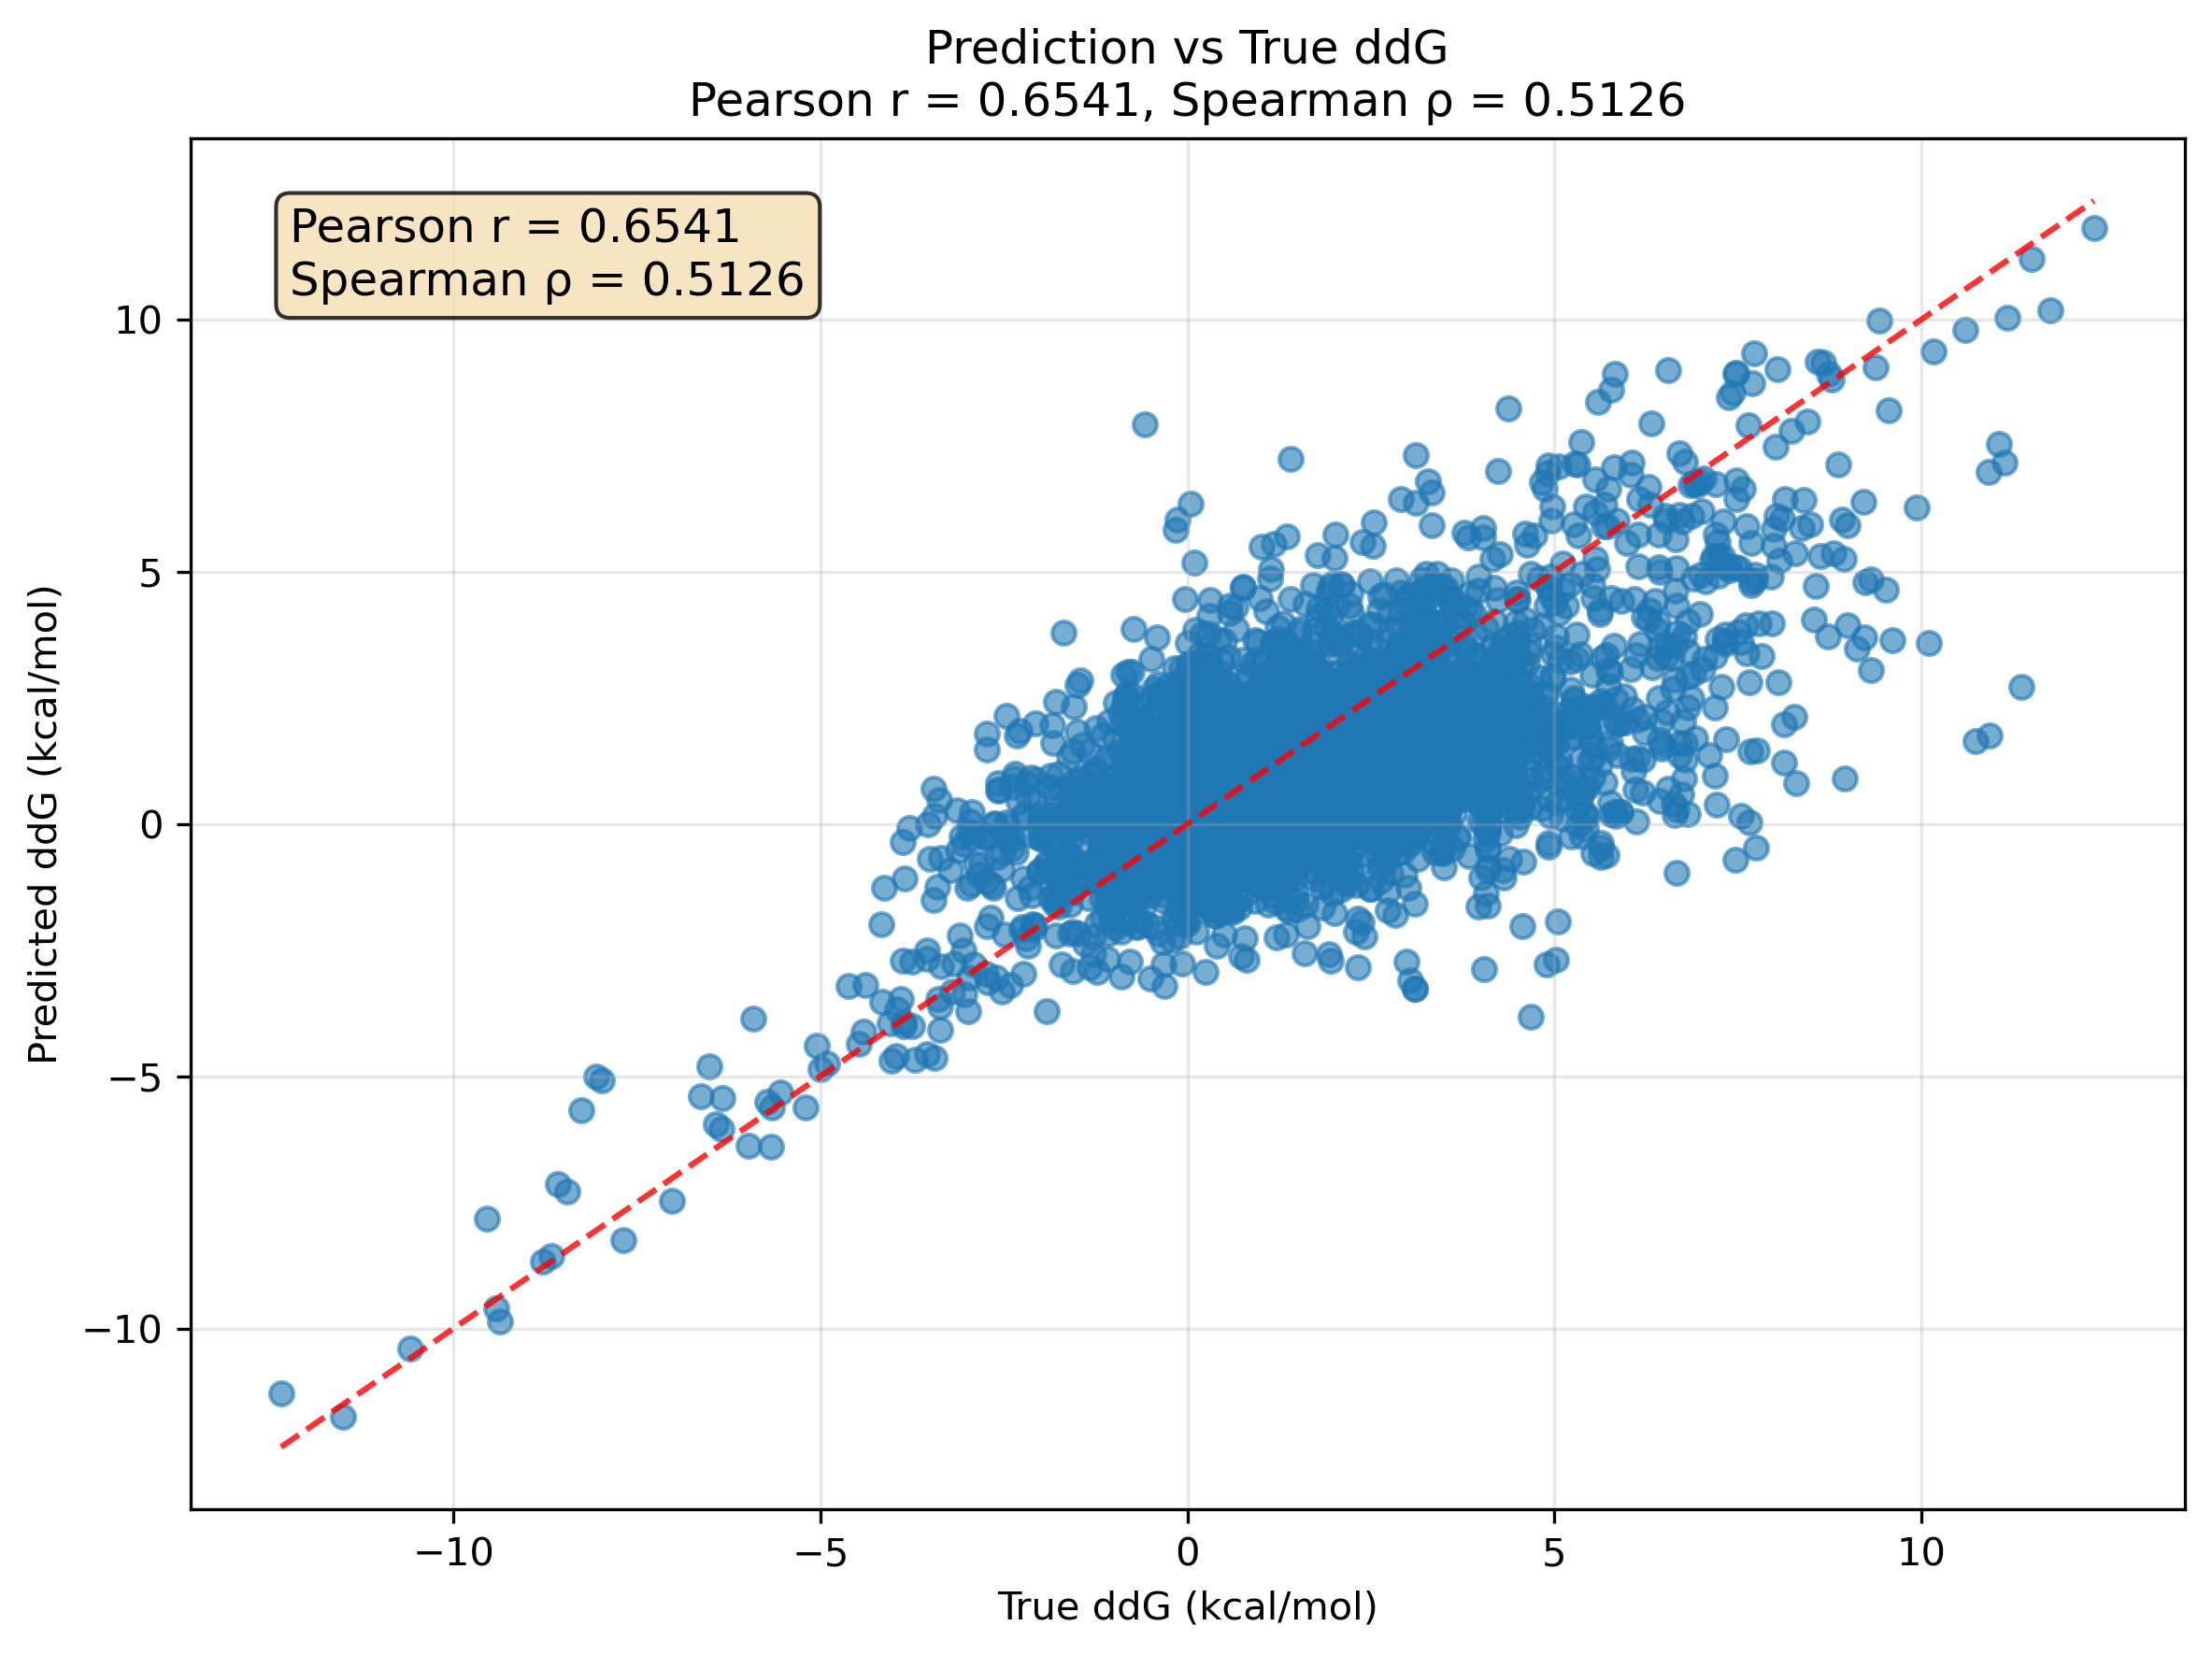 Prediction vs True ddG
Pearson r = 0.6541, Spearman ρ = 0.5126
Pearson r = 0.6541
Spearman ρ = 0.5126
10
5
0
−5
−10
Predicted ddG (kcal/mol)
−10
−5
0
5
10
True ddG (kcal/mol)